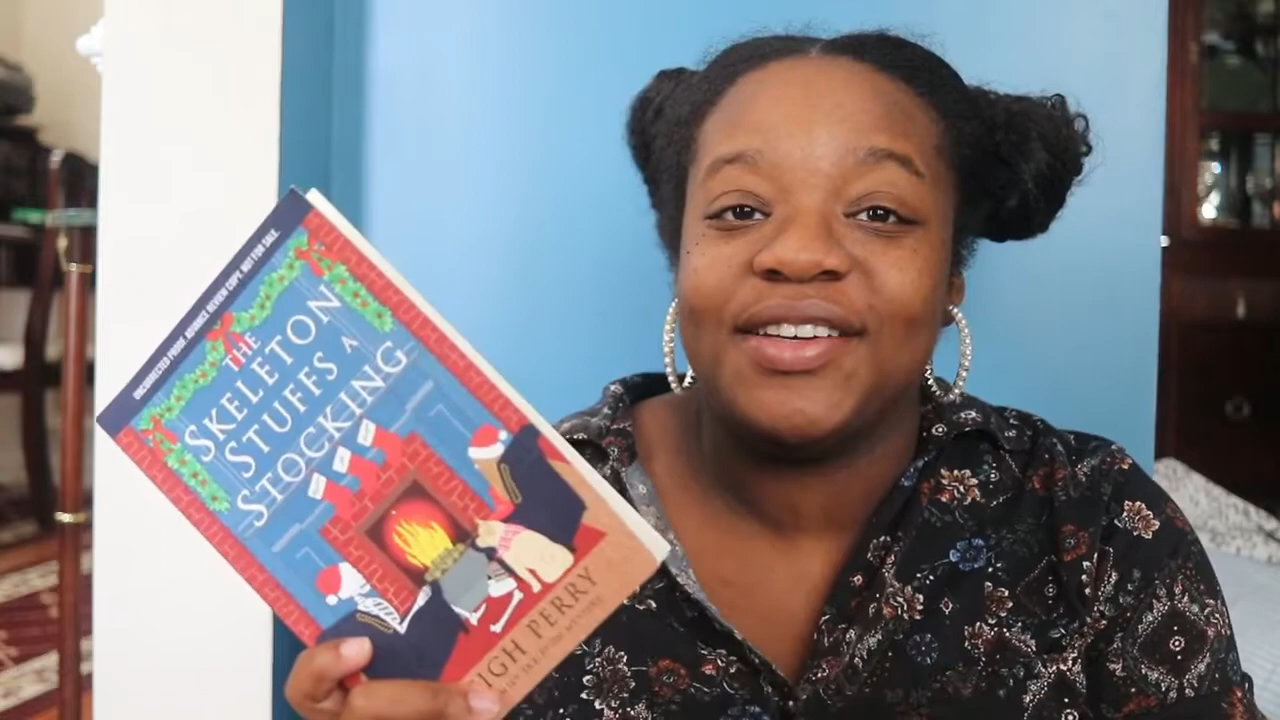 UNCORRECTED PROOF. ADVANCE REVIEW COPY. NOT FOR SALE.
THE
SKELETON
STUFFS A
STOCKING
IGH PERRY